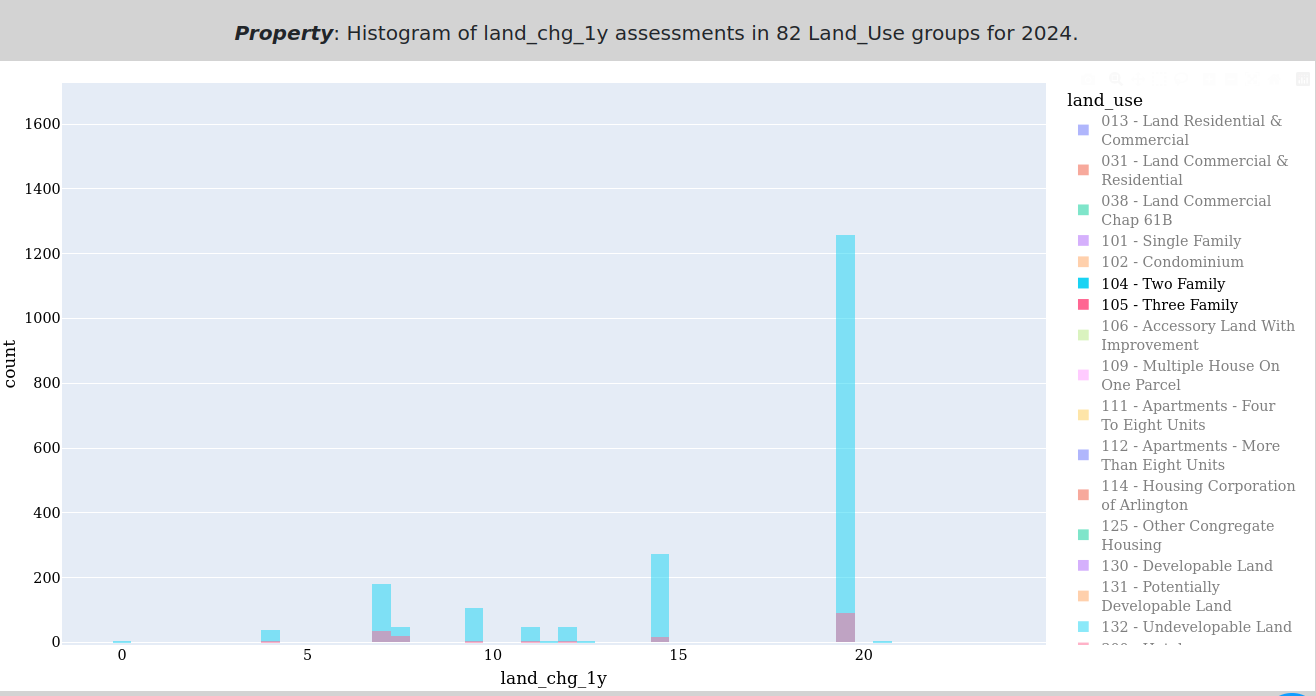 Property: Histogram of land_chg_1y assessments in 82 Land_Use groups for 2024.
land_use
013 - Land Residential &
Commercial
031 - Land Commercial &
Residential
038 - Land Commercial
Chap 61B
101 - Single Family
102 - Condominium
104 - Two Family
105 - Three Family
106 - Accessory Land With
Improvement
109 - Multiple House On
One Parcel
111 - Apartments - Four
To Eight Units
112 - Apartments - More
Than Eight Units
114 - Housing Corporation
of Arlington
125 - Other Congregate
Housing
130 - Developable Land
131 - Potentially
Developable Land
132 - Undevelopable Land
1600
1400
1200
1000
800
600
400
200
0
count
0 5 10 15 20
land_chg_1y